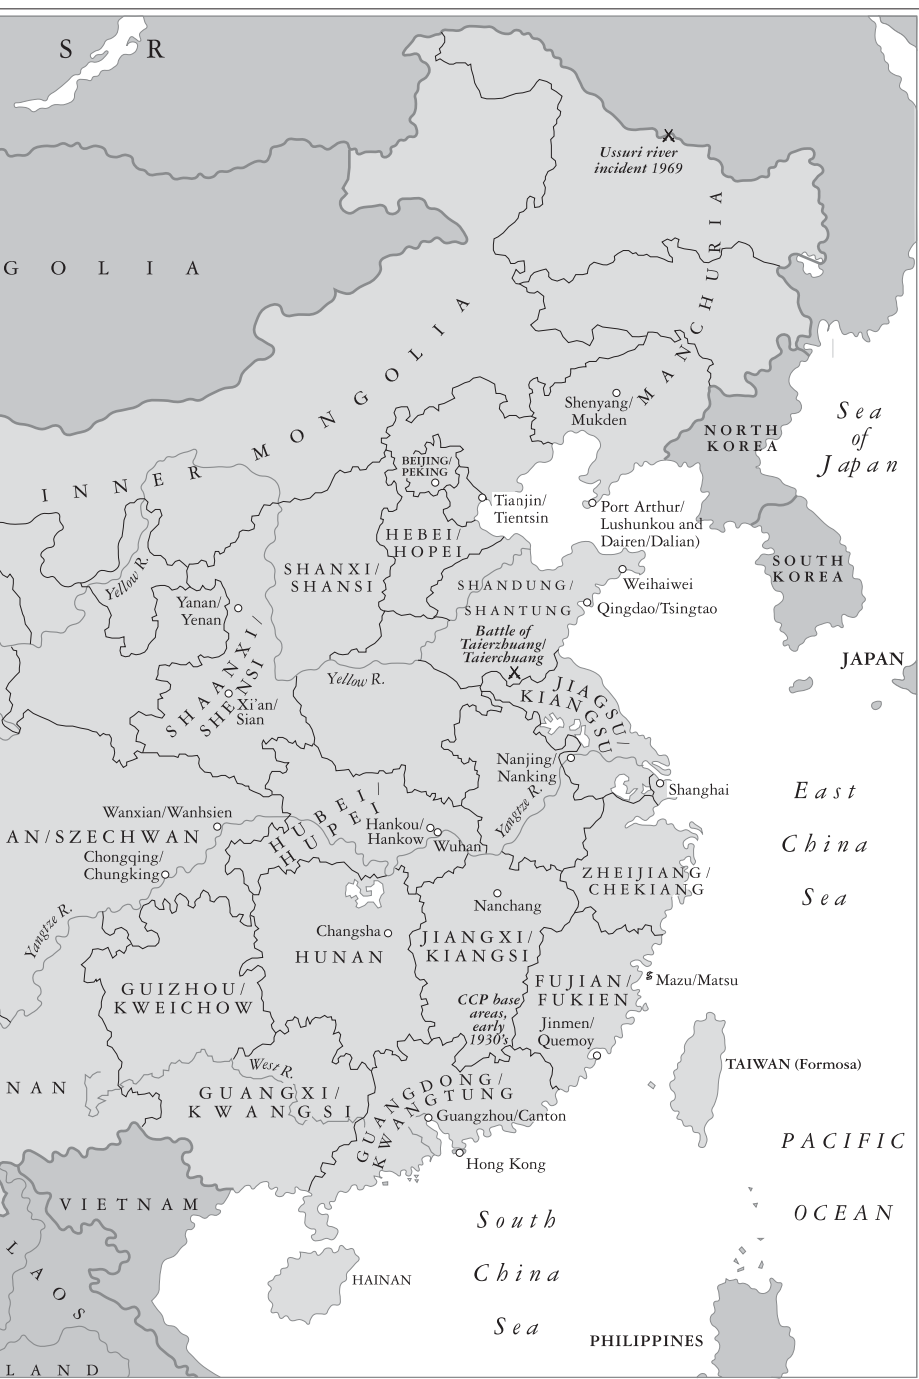 S R
Ussuri river
incident 1969
GOLIA
MANCHURIA
INNER MONGOLIA
Shenyang/
Mukden
Sea
of
Japan
NORTH
KOREA
BEIJING/
PEKING
Tianjin/
Tientsin
Port Arthur/
Lushunkou and
Dairen/Dalian)
HEBEI/
HOPEI
SOUTH
KOREA
SHANXI/
SHANSI
Yellow R.
SHANDUNG/
SHANTUNG
Weihaiwei
Qingdao/Tsingtao
Yanan/
Yenan
Battle of
Taierzhuang/
Taierchuang
JAPAN
SHAANXI/
SHENSI
Yellow R.
Xi'an/
Sian
JIAGSU/
KIANGSU
Nanjing/
Nanking
Shanghai
East
China
Sea
Yangtze R.
Wanxian/Wanhsien
HUBEI/
HUPEI
Hankou/
Hankow
Wuhan
AN/SZECHWAN
Chongqing/
Chungking
ZHEIJIANG/
CHEKIANG
Nanchang
Yangtze R.
Changsha
HUNAN
JIANGXI/
KIANGSI
Mazu/Matsu
GUIZHOU/
KWEICHOW
FUJIAN/
FUKIEN
CCP base
areas,
early
1930's
Jinmen/
Quemoy
TAIWAN (Formosa)
West R.
NAN
GUANGXI/
KWANGSI
GUANGDONG/
KWANGTUNG
Guangzhou/Canton
PACIFIC
OCEAN
Hong Kong
VIETNAM
South
China
Sea
LAOS
HAINAN
PHILIPPINES
LAND